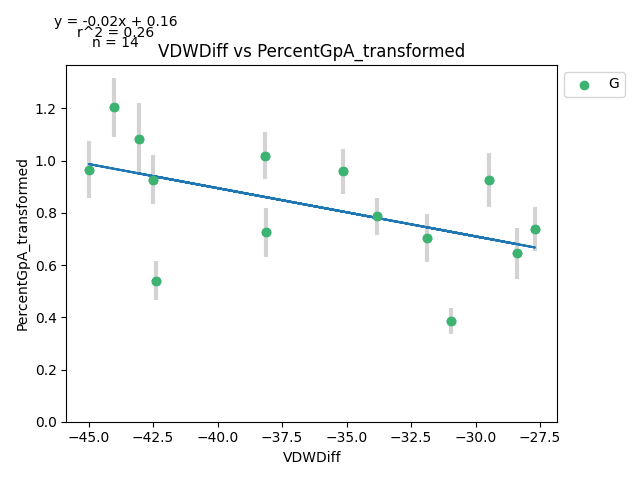 y = -0.02x + 0.16
r^2 = 0.26
n = 14
VDWDiff vs PercentGpA_transformed
G
PercentGpA_transformed
1.2
1.0
0.8
0.6
0.4
0.2
0.0
−45.0 −42.5 −40.0 −37.5 −35.0 −32.5 −30.0 −27.5
VDWDiff